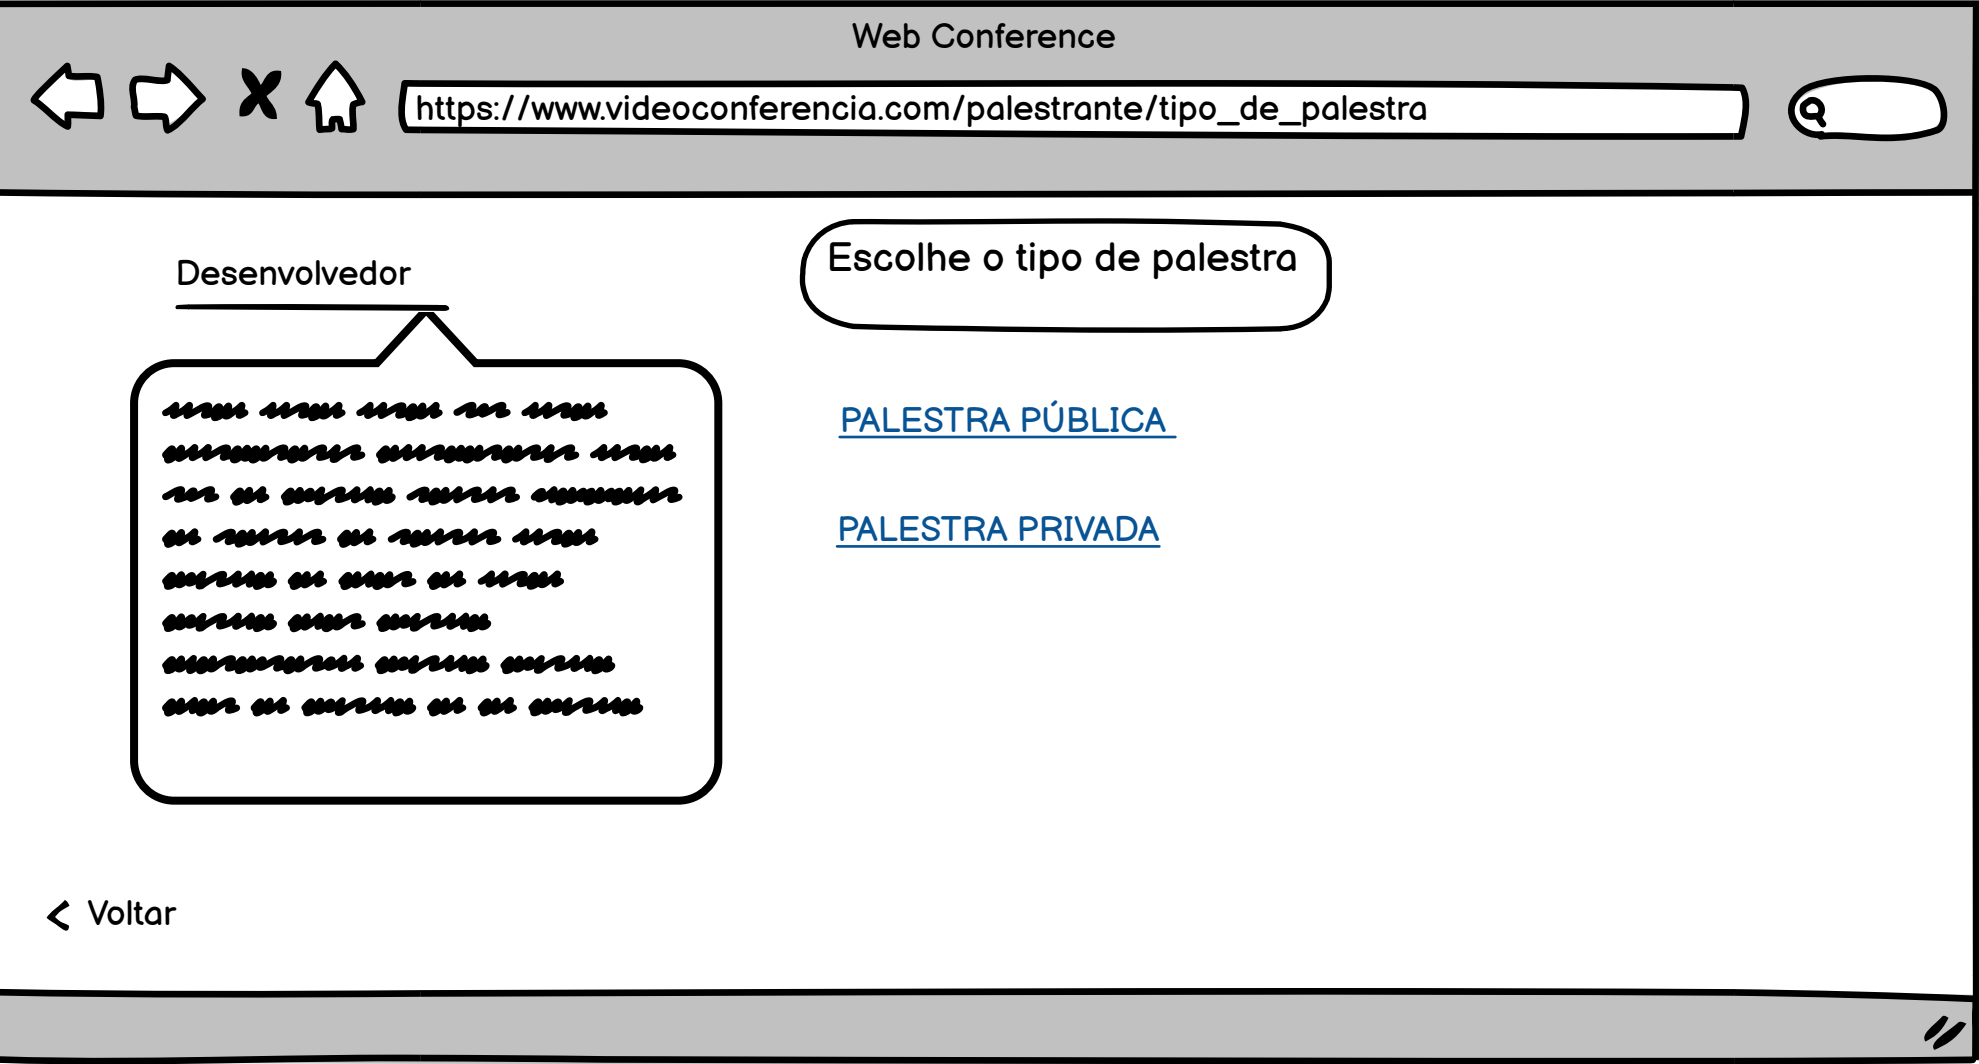 Web Conference
https://www.videoconferencia.com/palestrante/tipo_de_palestra
Desenvolvedor
Escolhe o tipo de palestra
PALESTRA PÚBLICA
PALESTRA PRIVADA
Voltar